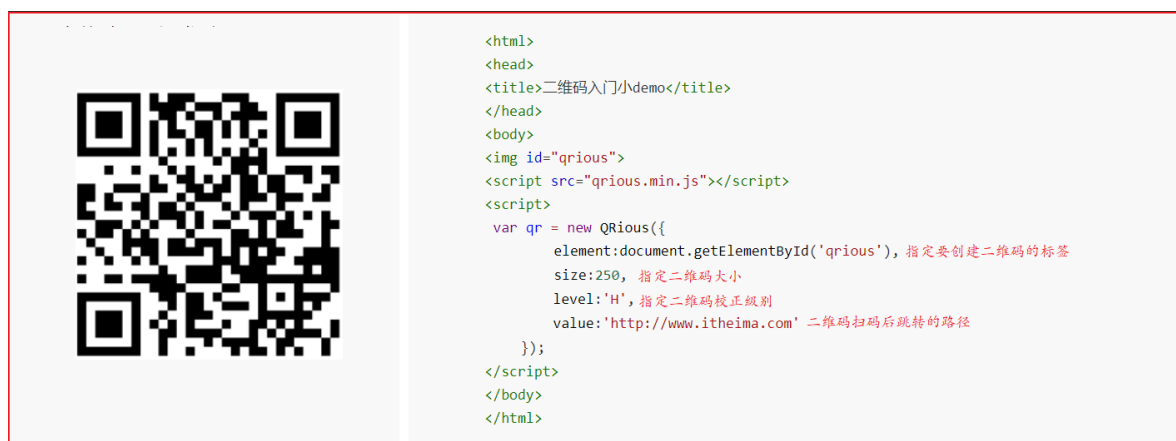 <html>
<head>
<title>二维码入门小demo</title>
</head>
<body>
<img id="qrious">
<script src="qrious.min.js"></script>
<script>
var qr = new QRious({
element:document.getElementById('qrious'), 指定要创建二维码的标签
size:250, 指定二维码大小
level:'H', 指定二维码校正级别
value:'http://www.itheima.com' 二维码扫码后跳转的路径
});
</script>
</body>
</html>